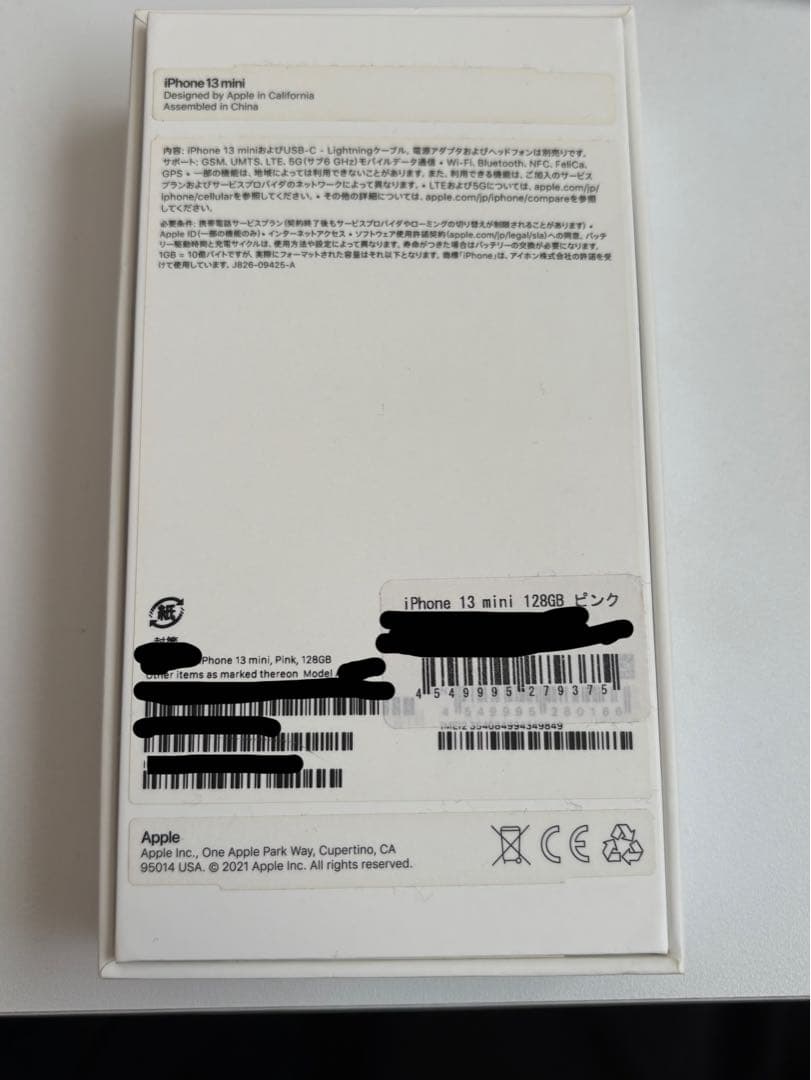 iPhone 13 mini
Designed by Apple in California
Assembled in China
内容: iPhone 13 miniおよびUSB-C - Lightningケーブル。電源アダプタおよびヘッドフォンは別売りです。
サポート: GSM、UMTS、LTE、5G(サブ6 GHz)モバイルデータ通信 • Wi-Fi、Bluetooth、NFC、FeliCa、
GPS • 一部の機能は、地域によっては利用できないことがあります。また、利用できる機能は、ご加入のサービス
プランおよびサービスプロバイダのネットワークによって異なります。 • LTEおよび5Gについては、apple.com/jp/
iphone/cellularを参照してください。 • その他の詳細については、apple.com/jp/iphone/compareを参照
してください。
必要条件: 携帯電話サービスプラン(契約終了後もサービスプロバイダやローミングの切り替えが制限されることがあります) •
Apple ID(一部の機能のみ) • インターネットアクセス • ソフトウェア使用許諾契約(apple.com/jp/legal/sla)への同意。バッテ
リー駆動時間と充電サイクルは、使用方法や設定によって異なります。寿命がつきた場合はバッテリーの交換が必要になります。
1GB = 10億バイトですが、実際にフォーマットされた容量はそれ以下となります。商標「iPhone」は、アイホン株式会社の許諾を受
けて使用しています。J826-09425-A
紙
iPhone 13 mini 128GB ピンク
Phone 13 mini, Pink, 128GB
Other items as marked thereon Model
4 549995 279375
4 549995 280166
Apple
Apple Inc., One Apple Park Way, Cupertino, CA
95014 USA. © 2021 Apple Inc. All rights reserved.